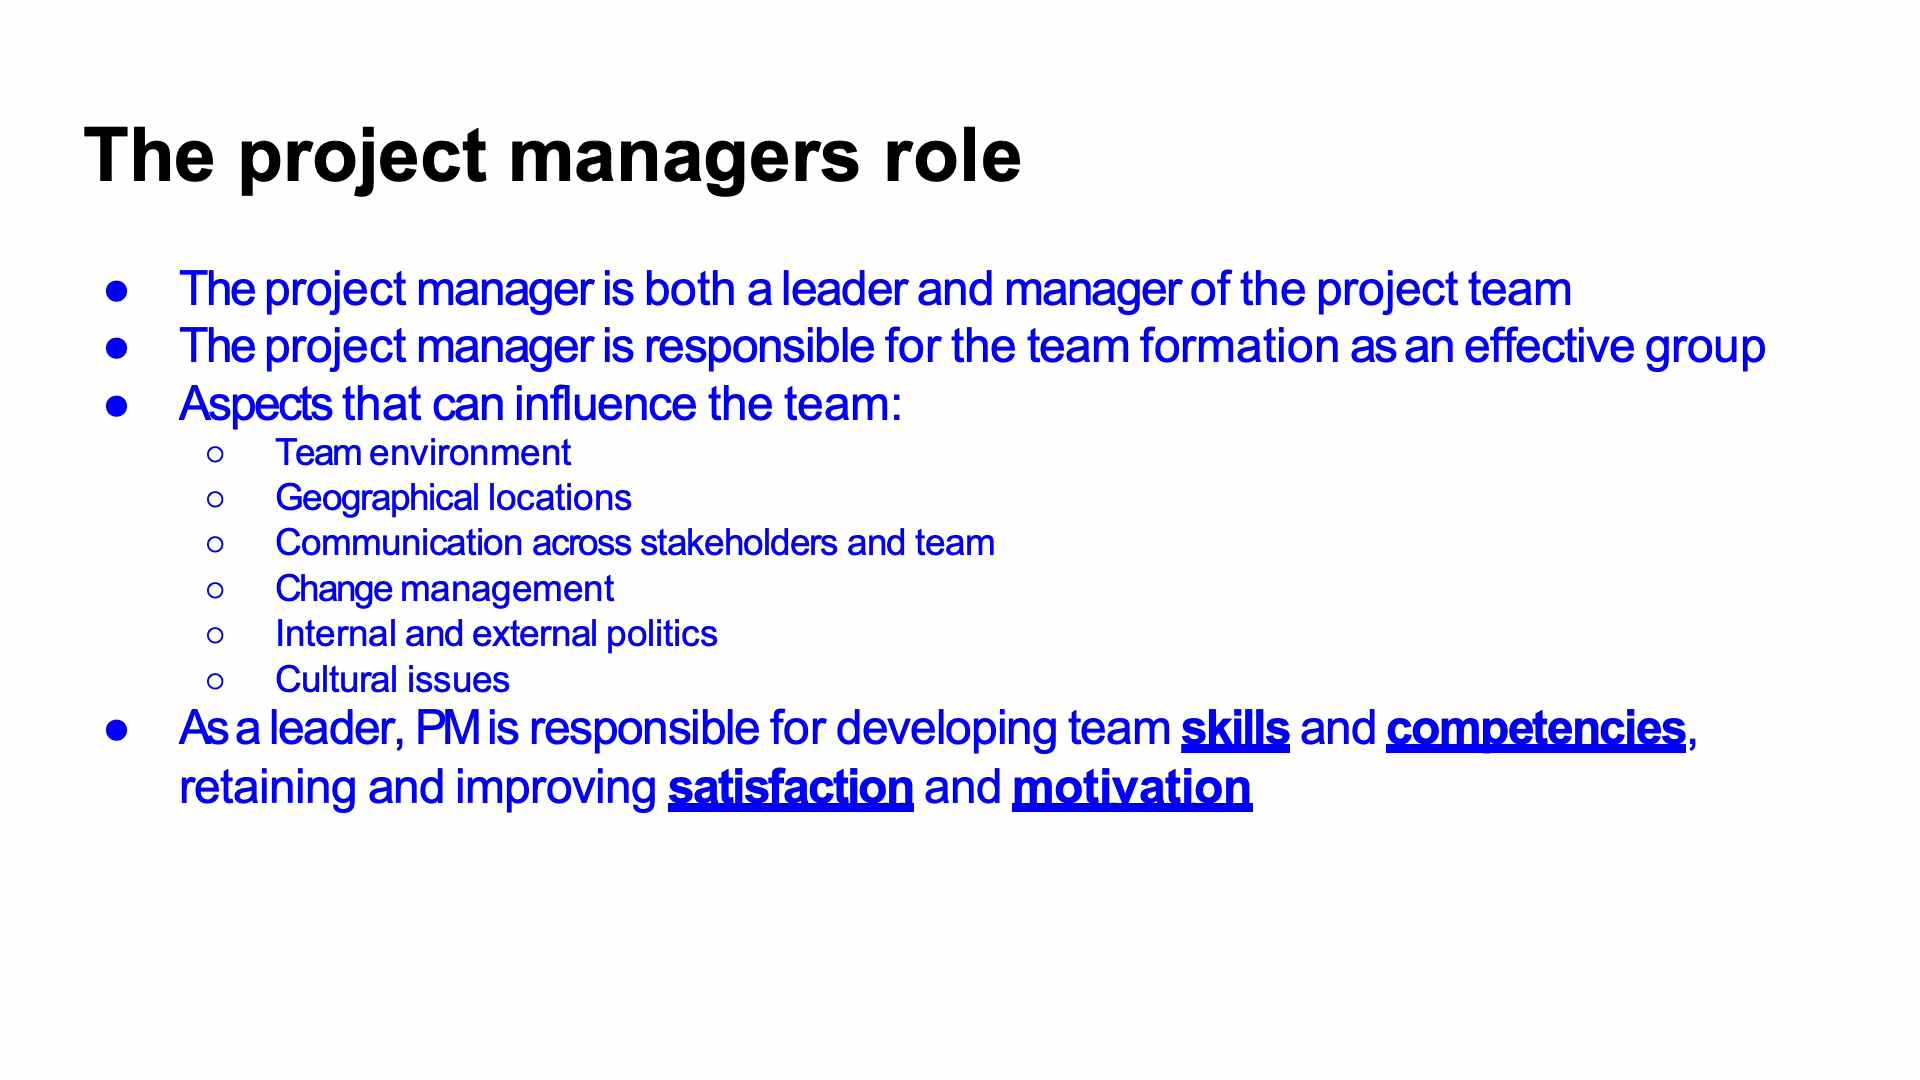 The project managers role
● The project manager is both a leader and manager of the project team
● The project manager is responsible for the team formation as an effective group
● Aspects that can influence the team:
○ Team environment
○ Geographical locations
○ Communication across stakeholders and team
○ Change management
○ Internal and external politics
○ Cultural issues
● As a leader, PM is responsible for developing team skills and competencies,
retaining and improving satisfaction and motivation